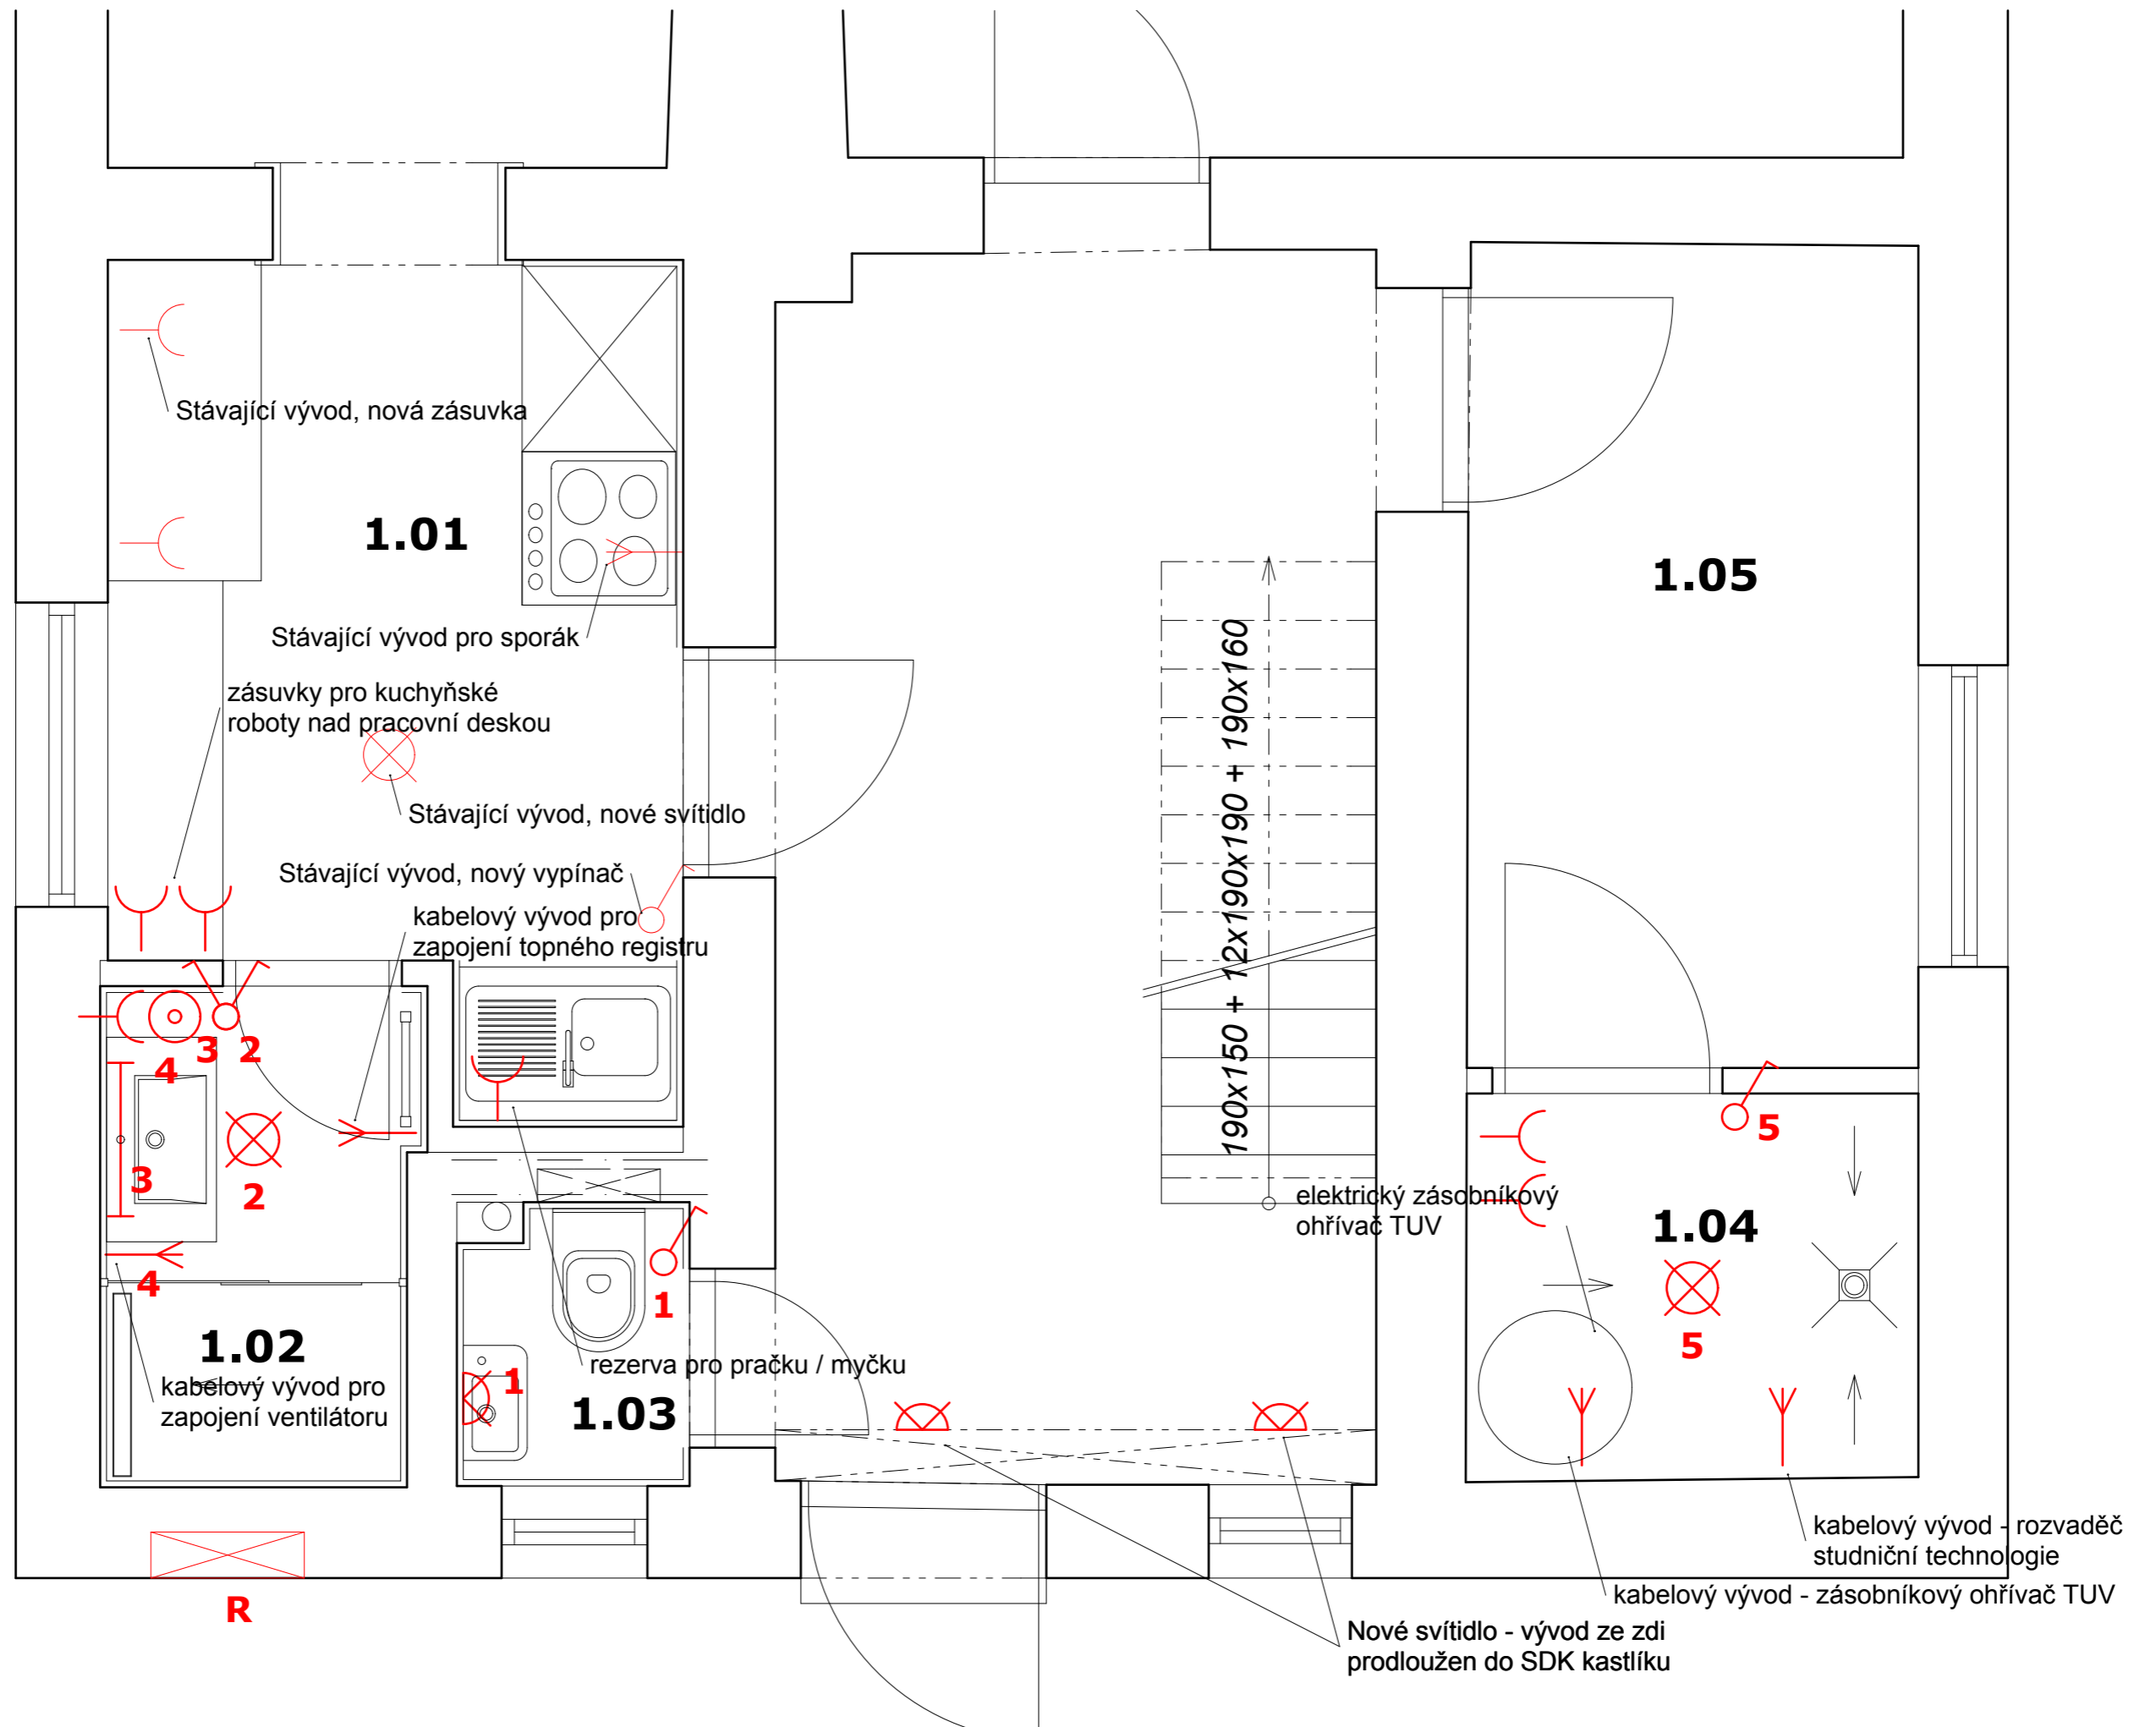 Stávající vývod, nová zásuvka
1.01
1.05
Stávající vývod pro sporák
190x150 + 12x190x190 + 190x160
zásuvky pro kuchyňské
roboty nad pracovní deskou
Stávající vývod, nové svítidlo
Stávající vývod, nový vypínač
kabelový vývod pro
zapojení topného registru
3
2
4
5
3
2
elektrický zásobníkový
ohřívač TUV
1.04
4
1
5
1.02
rezerva pro pračku / myčku
kabelový vývod pro
zapojení ventilátoru
1
1.03
kabelový vývod - rozvaděč
studniční technologie
kabelový vývod - zásobníkový ohřívač TUV
R
Nové svítidlo - vývod ze zdi
prodloužen do SDK kastlíku